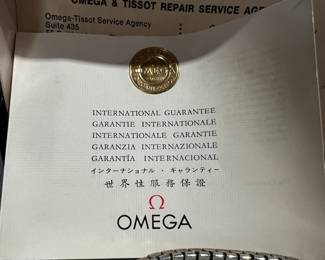 OMEGA & TISSOT REPAIR SERVICE
Omega-Tissot Service Agency
Suite 435
INTERNATIONAL GUARANTEE
GARANTIE INTERNATIONALE
INTERNATIONALE GARANTIE
GARANZIA INTERNAZIONALE
GARANTÍA INTERNACIONAL
インターナショナル・ギャランティー
世界性服務保證
Ω
OMEGA